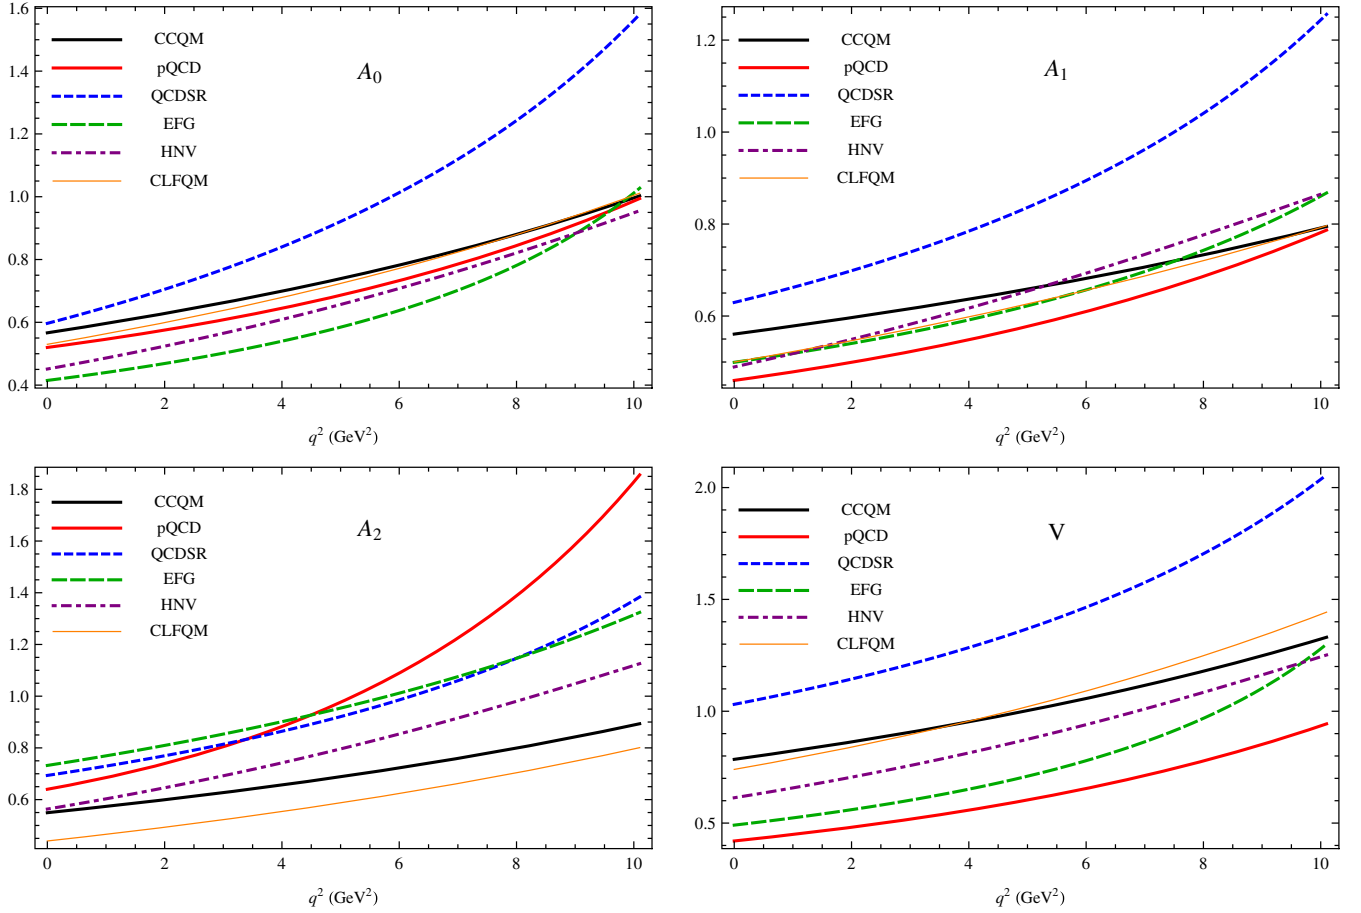 1.6
1.4
1.2
1.0
0.8
0.6
0.4
CCQM
pQCD
QCDSR
EFG
HNV
CLFQM
A₀
0 2 4 6 8 10
q² (GeV²)
1.2
1.0
0.8
0.6
CCQM
pQCD
QCDSR
EFG
HNV
CLFQM
A₁
0 2 4 6 8 10
q² (GeV²)
1.8
1.6
1.4
1.2
1.0
0.8
0.6
CCQM
pQCD
QCDSR
EFG
HNV
CLFQM
A₂
0 2 4 6 8 10
q² (GeV²)
2.0
1.5
1.0
0.5
CCQM
pQCD
QCDSR
EFG
HNV
CLFQM
V
0 2 4 6 8 10
q² (GeV²)